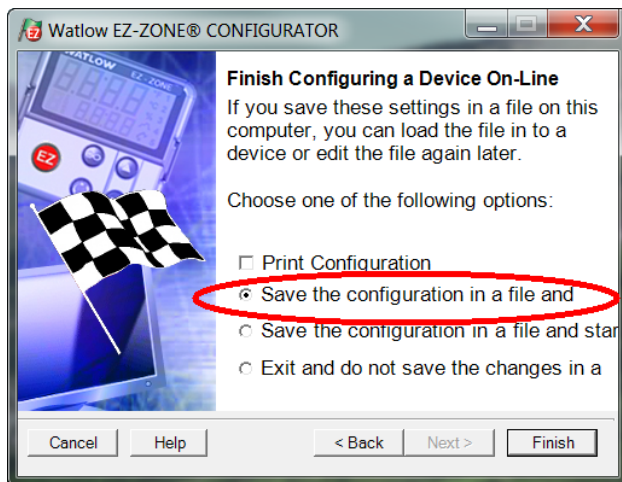 Watlow EZ-ZONE® CONFIGURATOR
WATLOW
EZ-ZONE
EZ
Finish Configuring a Device On-Line
If you save these settings in a file on this
computer, you can load the file in to a
device or edit the file again later.
Choose one of the following options:
Print Configuration
Save the configuration in a file and
Save the configuration in a file and star
Exit and do not save the changes in a
Cancel
Help
< Back
Next >
Finish